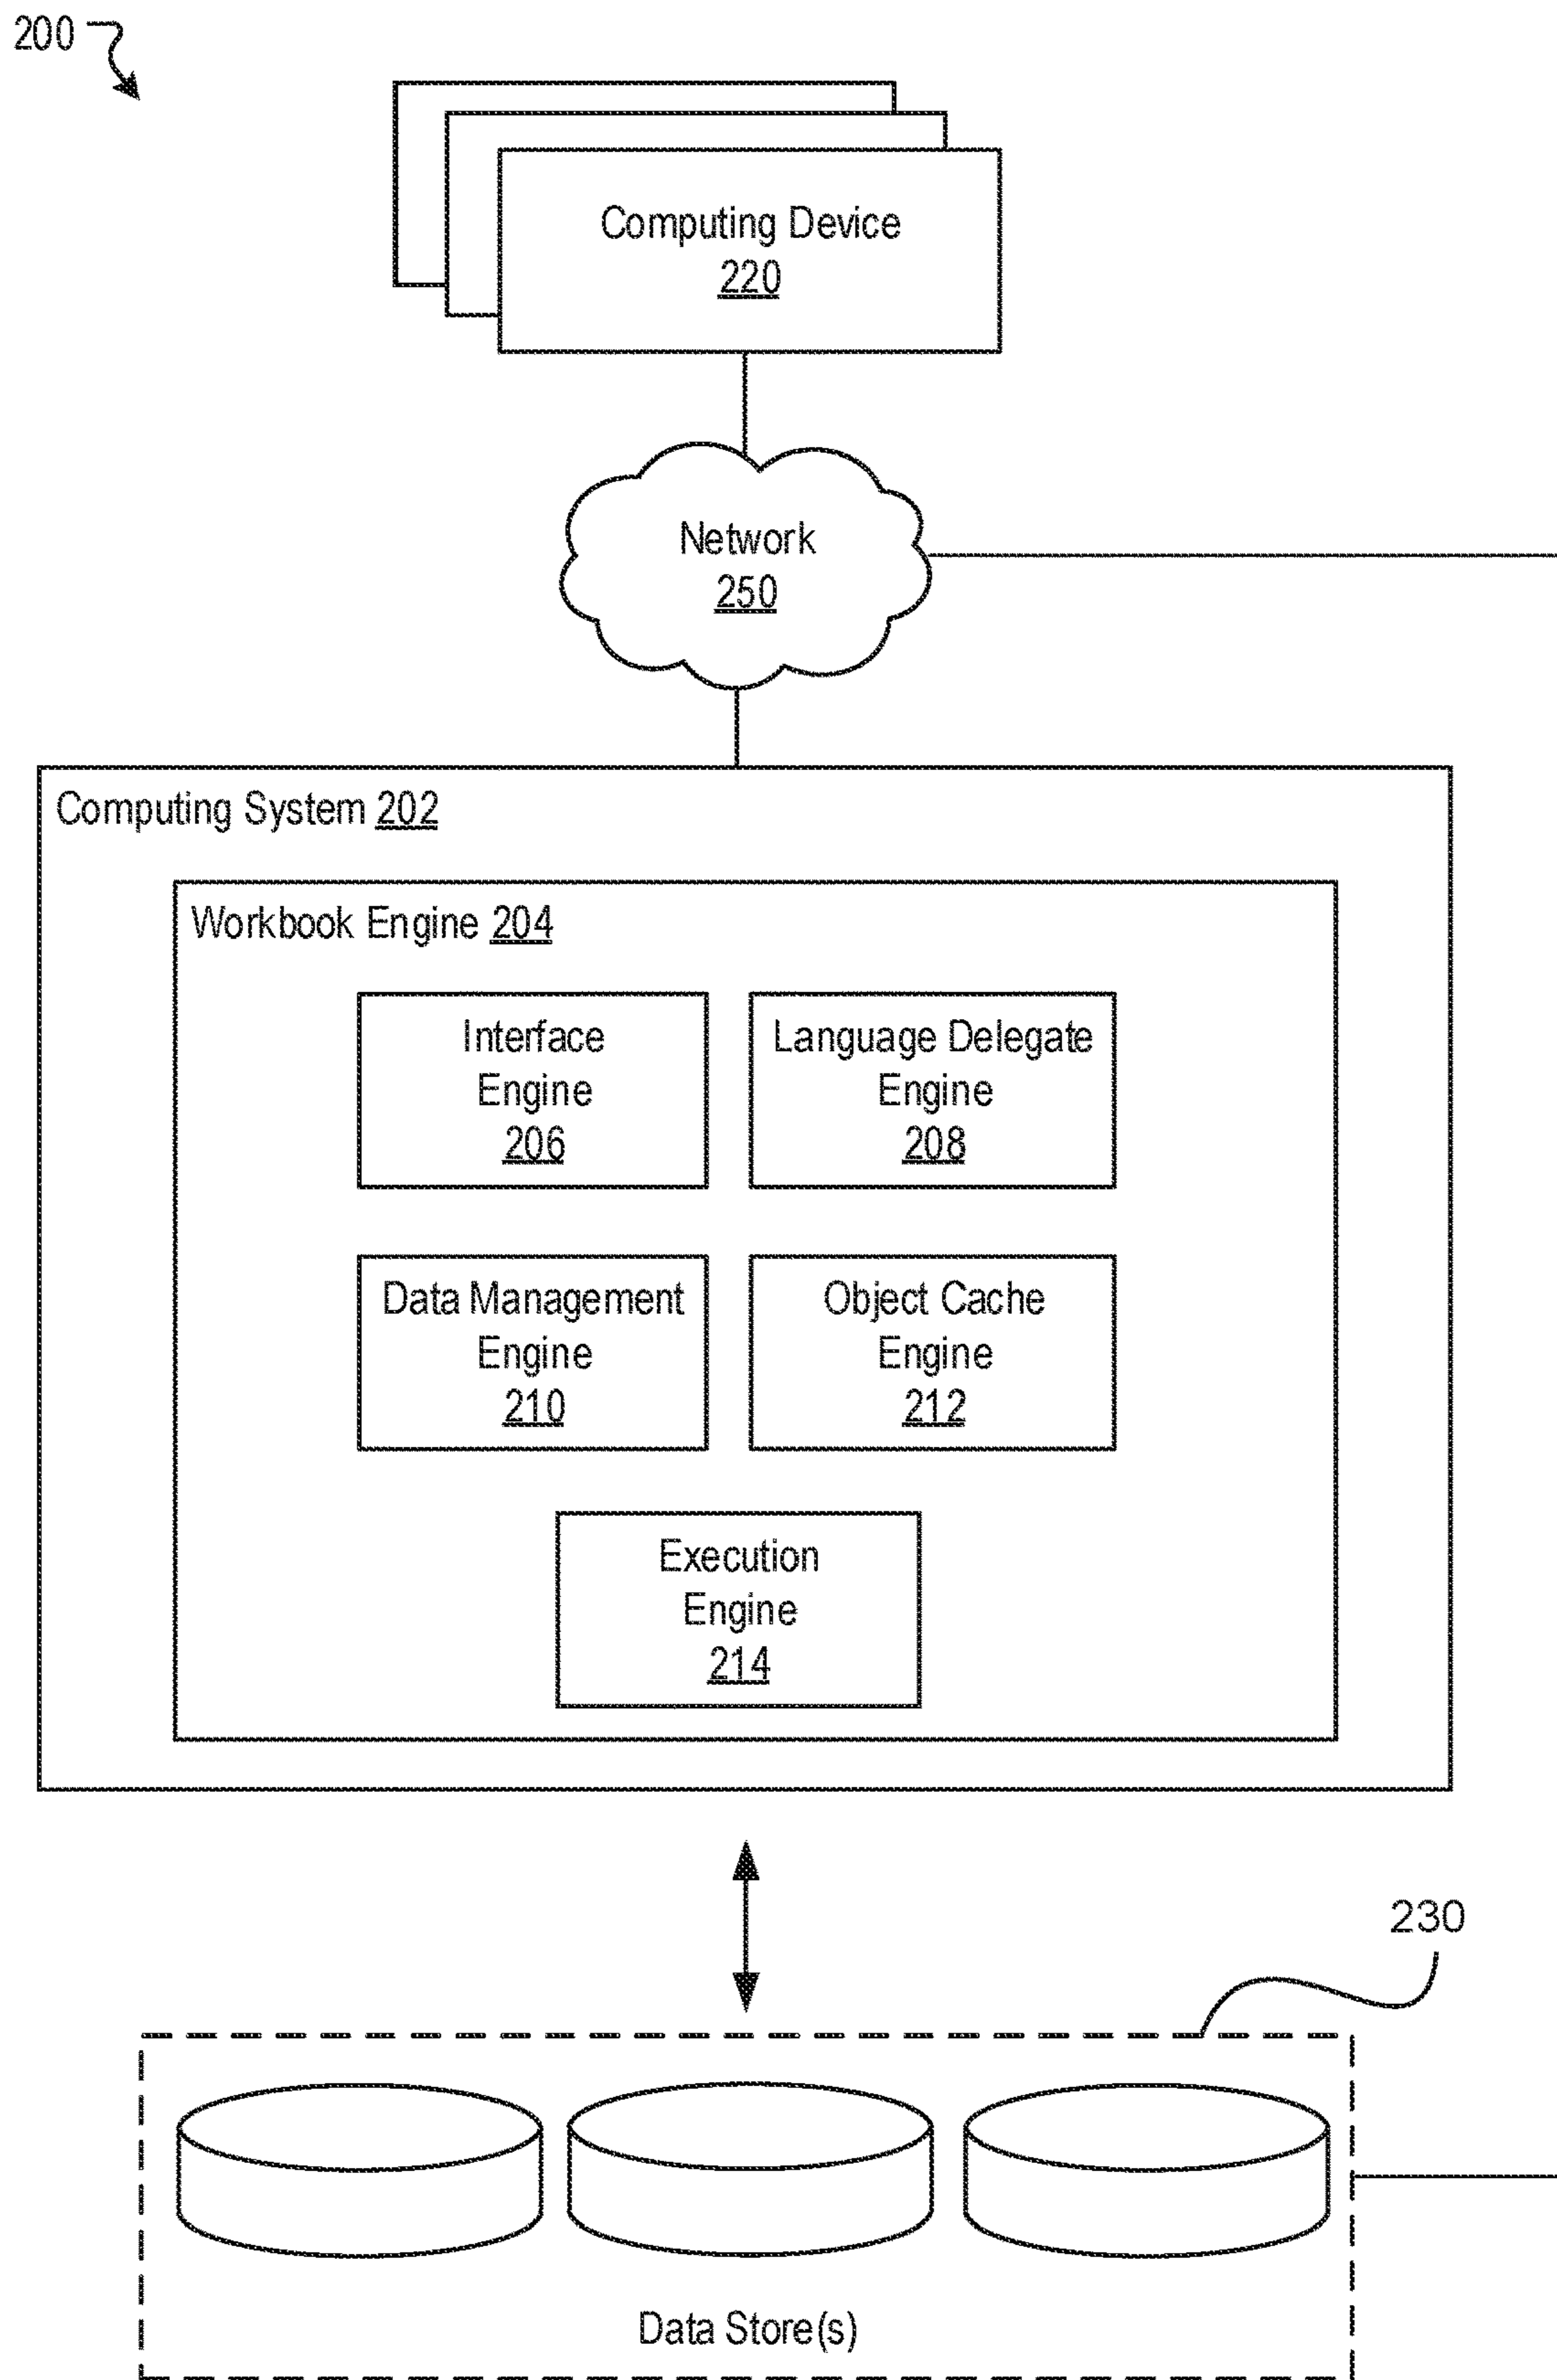 200
Computing Device
220
Network
250
Computing System 202
Workbook Engine 204
Interface
Engine
206
Language Delegate
Engine
208
Data Management
Engine
210
Object Cache
Engine
212
Execution
Engine
214
230
Data Store(s)